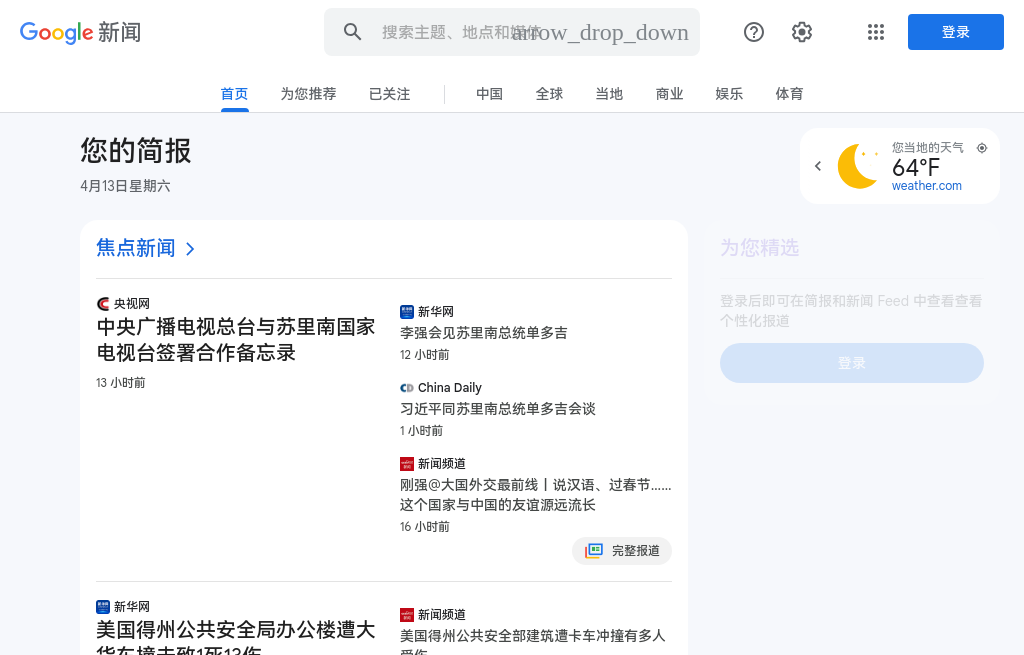 Google 新闻
搜索主题、地点和媒体
arrow_drop_down
登录
首页 为您推荐 已关注 中国 全球 当地 商业 娱乐 体育
您的简报
4月13日星期六
您当地的天气
64°F
weather.com
焦点新闻
央视网
中央广播电视总台与苏里南国家
电视台签署合作备忘录
13 小时前
新华网
李强会见苏里南总统单多吉
12 小时前
China Daily
习近平同苏里南总统单多吉会谈
1 小时前
新闻频道
刚强@大国外交最前线丨说汉语、过春节……
这个国家与中国的友谊源远流长
16 小时前
完整报道
为您精选
登录后即可在简报和新闻 Feed 中查看查看
个性化报道
登录
新华网
美国得州公共安全局办公楼遭大
货车撞击致1死13伤
新闻频道
美国得州公共安全部建筑遭卡车冲撞有多人
受伤